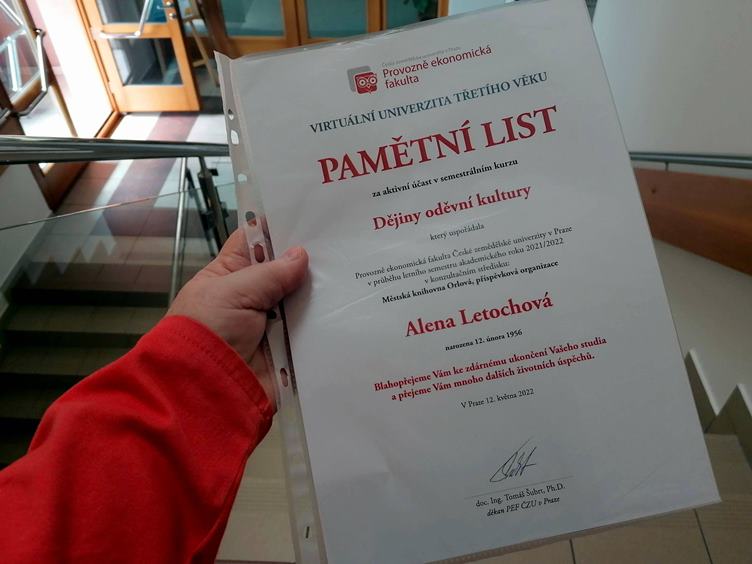 Česká zemědělská univerzita v Praze
Provozně ekonomická
fakulta
VIRTUÁLNÍ UNIVERZITA TŘETÍHO VĚKU
PAMĚTNÍ LIST
za aktivní účast v semestrálním kurzu
Dějiny oděvní kultury
který uspořádala
Provozně ekonomická fakulta České zemědělské univerzity v Praze
v průběhu letního semestru akademického roku 2021/2022
v konzultačním středisku:
Městská knihovna Orlová, příspěvková organizace
Alena Letochová
narozena 12. února 1956
Blahopřejeme Vám ke zdárnému ukončení Vašeho studia
a přejeme Vám mnoho dalších životních úspěchů.
V Praze 12. května 2022
doc. Ing. Tomáš Šubrt, Ph.D.
děkan PEF ČZU v Praze